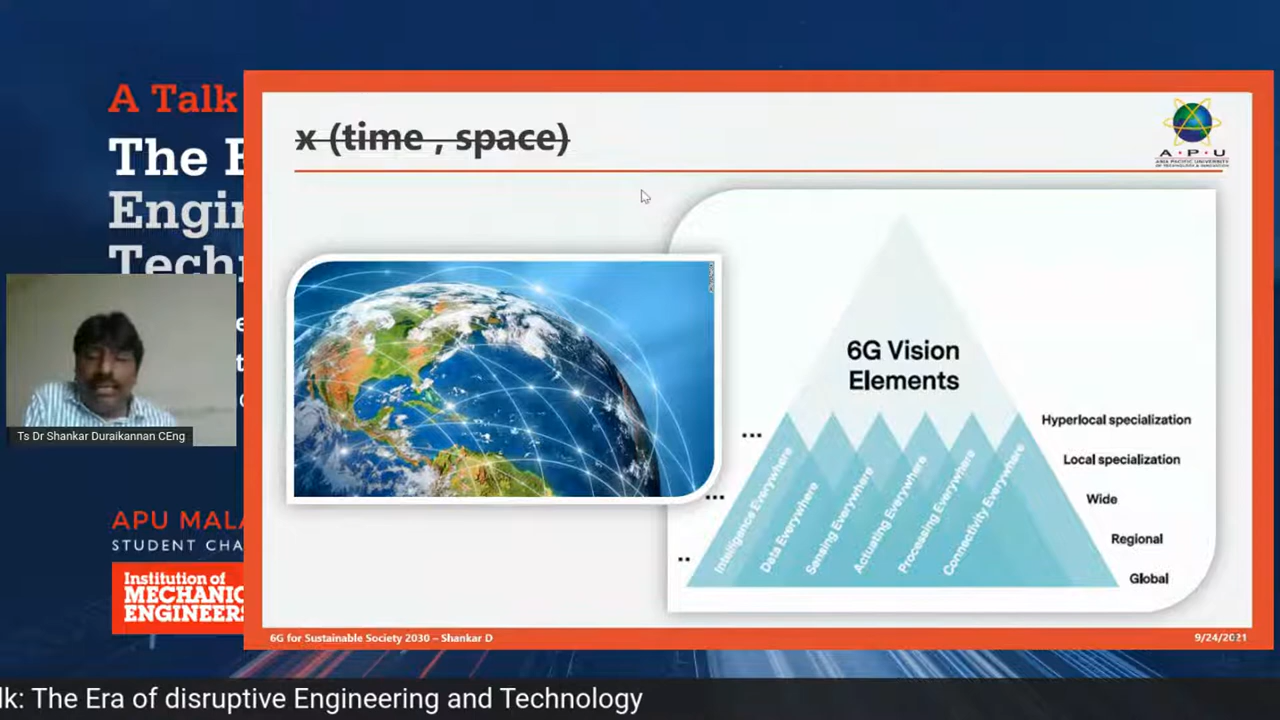 A Talk
The
Engin
Techn
x (time , space)
A·P·U
ASIA PACIFIC UNIVERSITY
OF TECHNOLOGY & INNOVATION
6G Vision
Elements
Hyperlocal specialization
Local specialization
Wide
Regional
Global
...
...
..
Intelligence Everywhere
Data Everywhere
Sensing Everywhere
Actuating Everywhere
Processing Everywhere
Connectivity Everywhere
Ts Dr Shankar Duraikannan CEng
APU MALA
STUDENT CHA
Institution of
MECHANIC
ENGINEERS
6G for Sustainable Society 2030 – Shankar D
9/24/2021
lk: The Era of disruptive Engineering and Technology